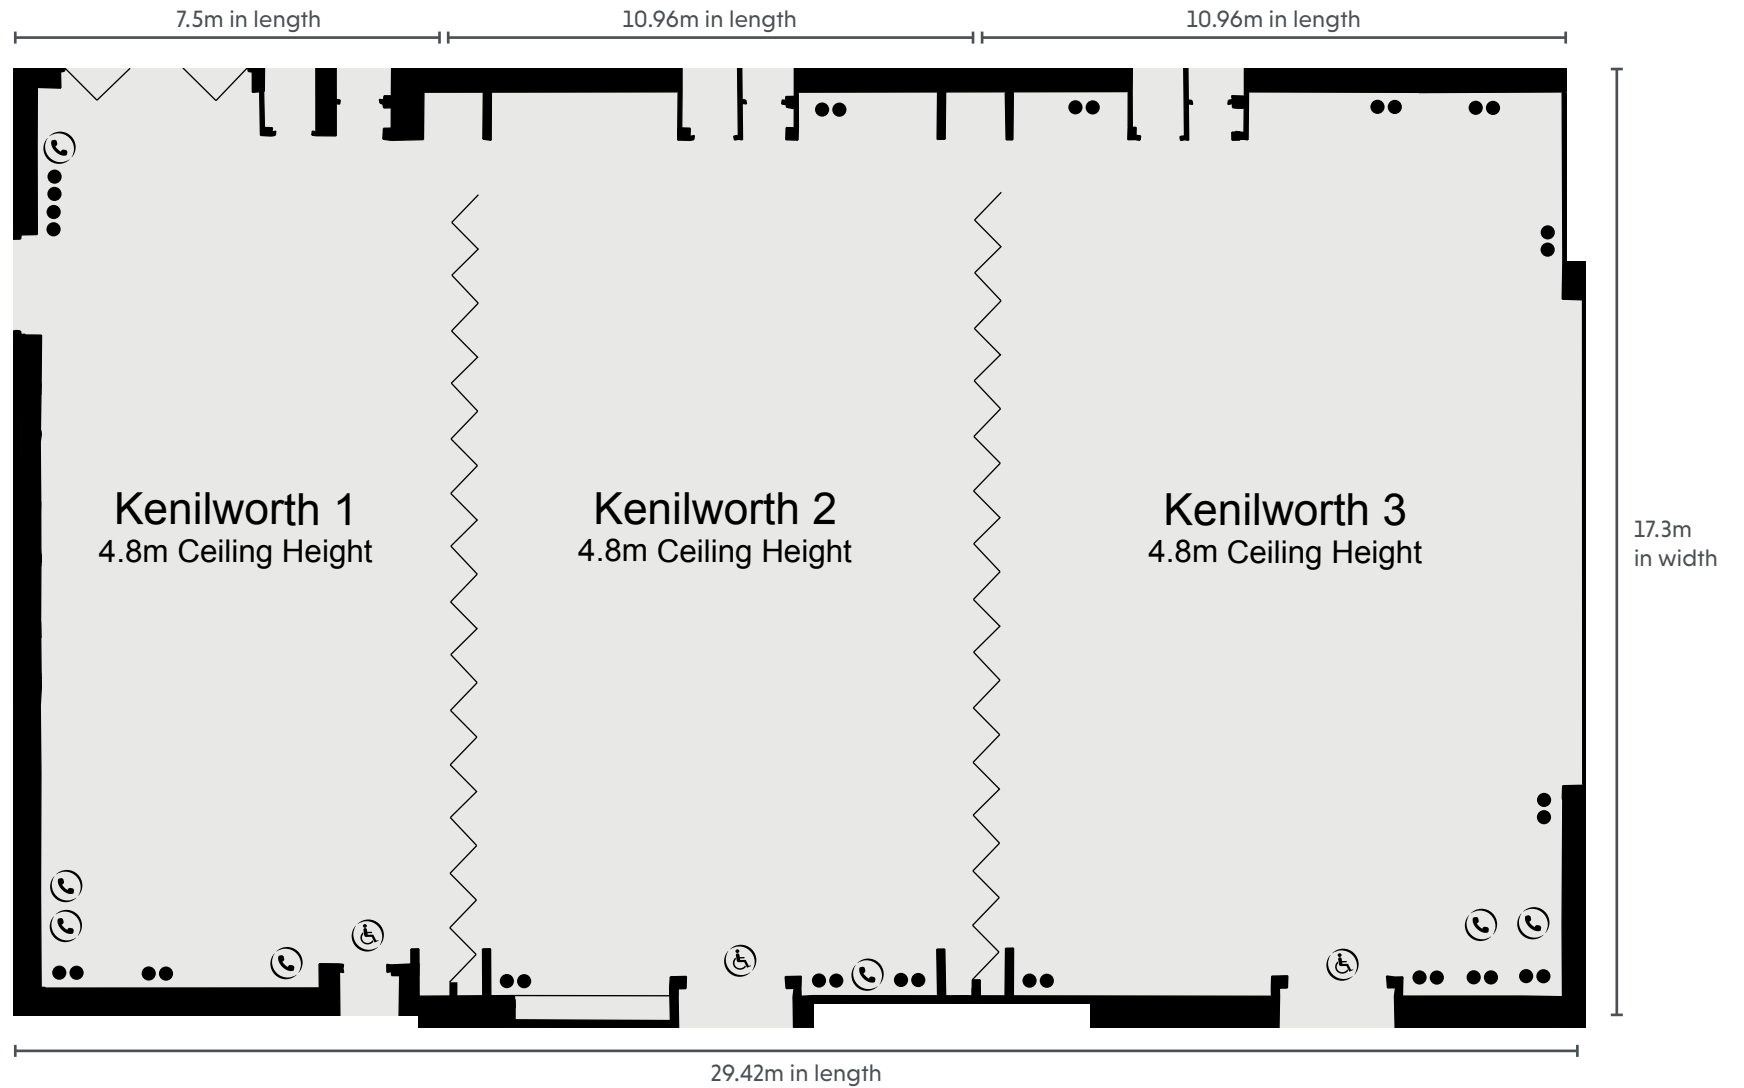 7.5m in length
10.96m in length
10.96m in length
Kenilworth 1
4.8m Ceiling Height
Kenilworth 2
4.8m Ceiling Height
Kenilworth 3
4.8m Ceiling Height
17.3m
in width
29.42m in length